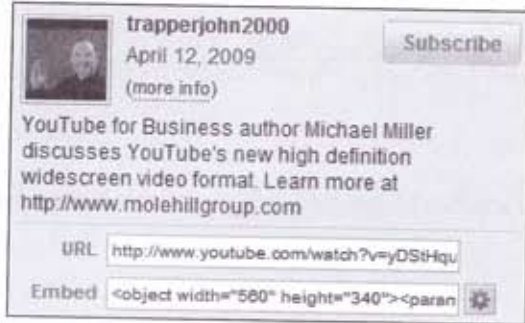 trapperjohn2000
April 12, 2009
Subscribe
(more info)
YouTube for Business author Michael Miller
discusses YouTube's new high definition
widescreen video format. Learn more at
http://www.molehillgroup.com
URL http://www.youtube.com/watch?v=yDStHqu
Embed <object width="560" height="340"><param